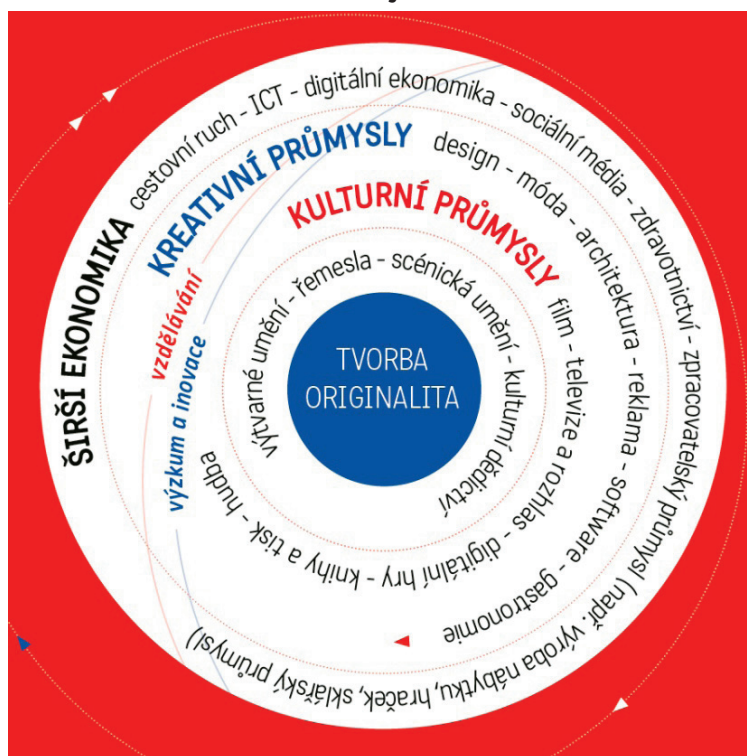 ŠIRŠÍ EKONOMIKA cestovní ruch - ICT - digitální ekonomika - sociální média - zdravotnictví - zpracovatelský průmysl (např. výroba nábytku, hraček, sklářský průmysl)
KREATIVNÍ PRŮMYSLY design - móda - architektura - reklama - software - gastronomie
KULTURNÍ PRŮMYSLY film - televize a rozhlas - digitální hry - knihy a tisk - hudba
výtvarné umění - řemesla - scénická umění - kulturní dědictví
TVORBA
ORIGINALITA
vzdělávání
výzkum a inovace